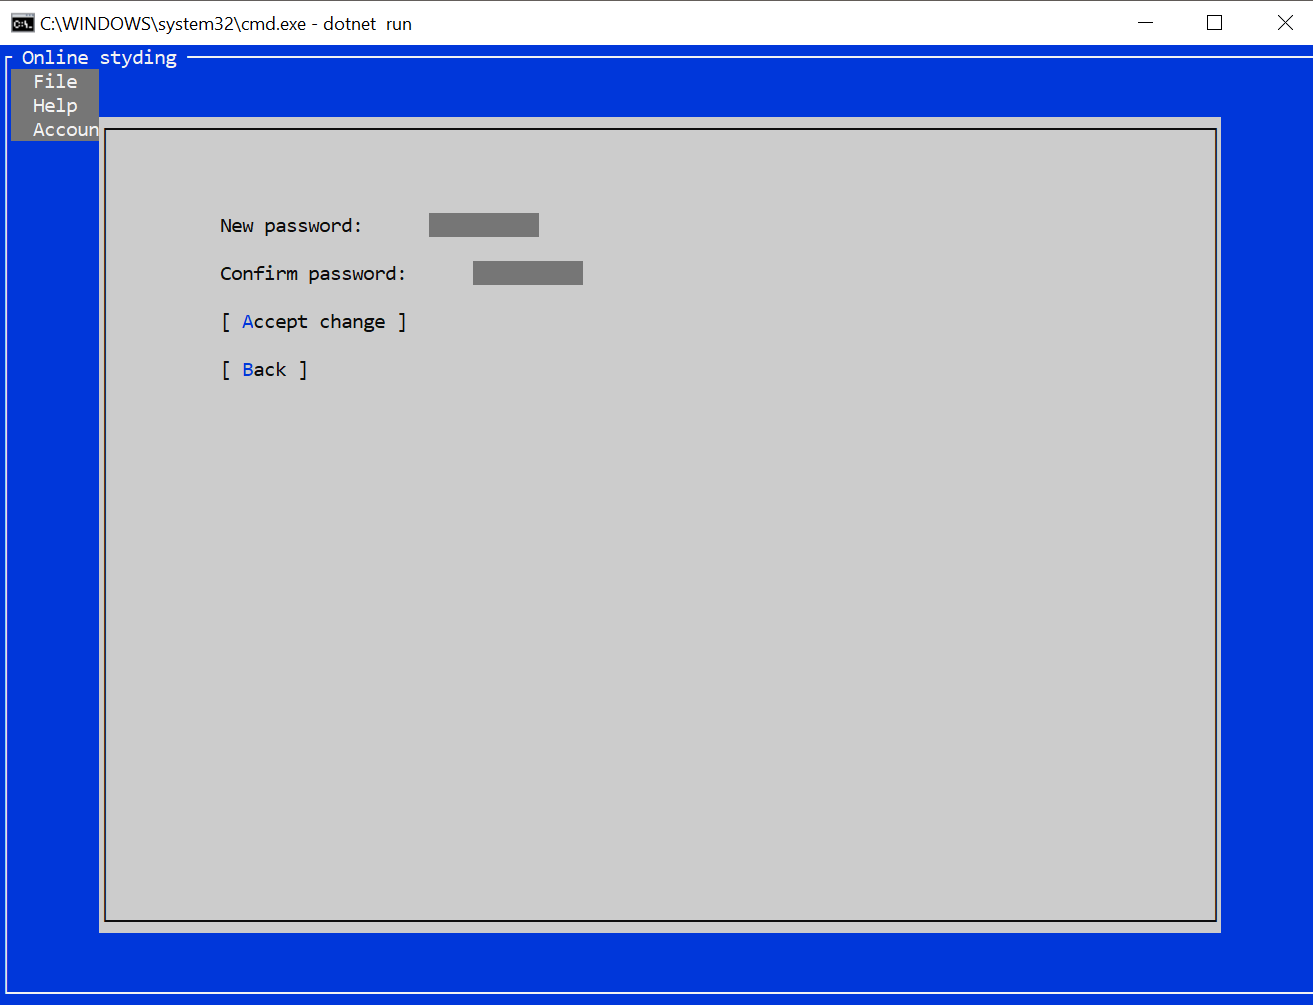 C:\WINDOWS\system32\cmd.exe - dotnet  run
Online styding
File
Help
Accoun
New password:
Confirm password:
[ Accept change ]
[ Back ]